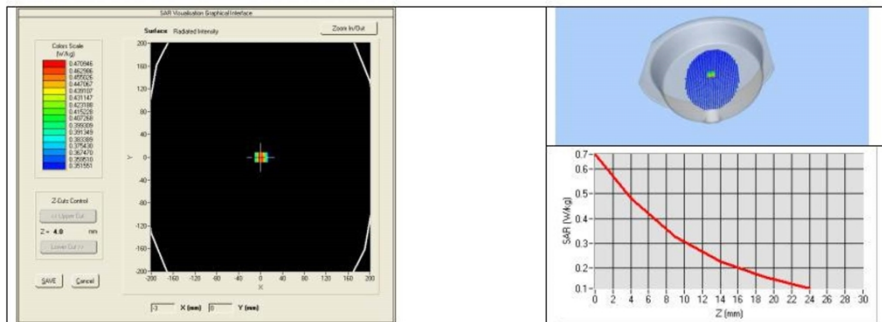 SAR Visualisation Graphical Interface
Surface Radiated Intensity
Zoom In/Out
Colors Scale
(W/kg)
0.470946
0.462986
0.455026
0.447067
0.439107
0.431147
0.423188
0.415228
0.407268
0.399309
0.391349
0.383389
0.375430
0.367470
0.359510
0.351551
Z-Cuts Control
<< Upper Cut
Z = 4.0 mm
Lower Cut >>
SAVE Cancel
200-
160-
120-
80-
40-
0-
-40-
-80-
-120-
-160-
-200-
Y
-200 -160 -120 -80 -40 0 40 80 120 160 200
X
-3 X (mm) 0 Y (mm)
0.7
0.6
0.5
0.4
0.3
0.2
0.1
SAR (W/kg)
0 2 4 6 8 10 12 14 16 18 20 22 24 26 28 30
Z (mm)